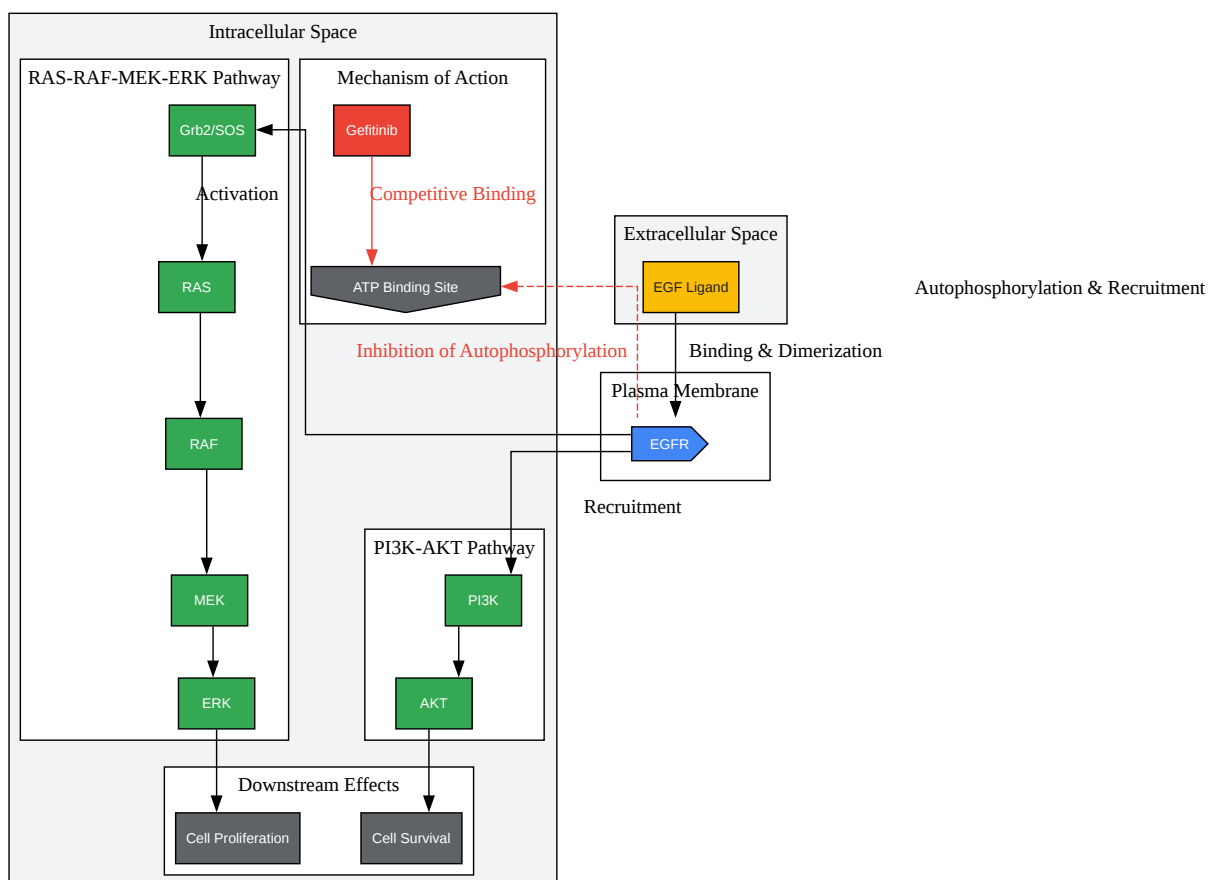 Intracellular Space
RAS-RAF-MEK-ERK Pathway
Mechanism of Action
Grb2/SOS
Gefitinib
Activation
Competitive Binding
Extracellular Space
RAS
ATP Binding Site
EGF Ligand
Autophosphorylation & Recruitment
Inhibition of Autophosphorylation
Binding & Dimerization
Plasma Membrane
RAF
EGFR
Recruitment
PI3K-AKT Pathway
MEK
PI3K
ERK
AKT
Downstream Effects
Cell Proliferation
Cell Survival